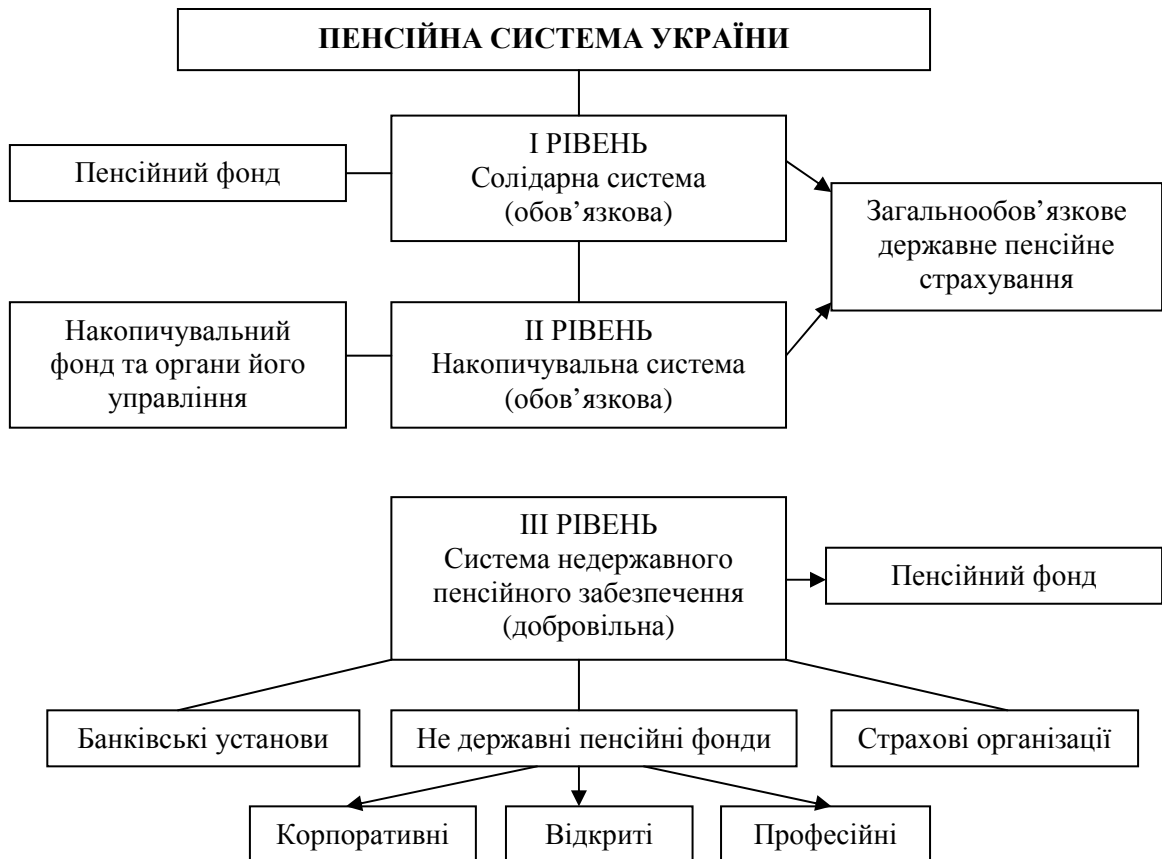 ПЕНСІЙНА СИСТЕМА УКРАЇНИ
І РІВЕНЬ
Солідарна система
(обов’язкова)
Пенсійний фонд
Загальнообов’язкове
державне пенсійне
страхування
Накопичувальний
фонд та органи його
управління
ІІ РІВЕНЬ
Накопичувальна система
(обов’язкова)
ІІІ РІВЕНЬ
Система недержавного
пенсійного забезпечення
(добровільна)
Пенсійний фонд
Банківські установи
Не державні пенсійні фонди
Страхові організації
Корпоративні
Відкриті
Професійні